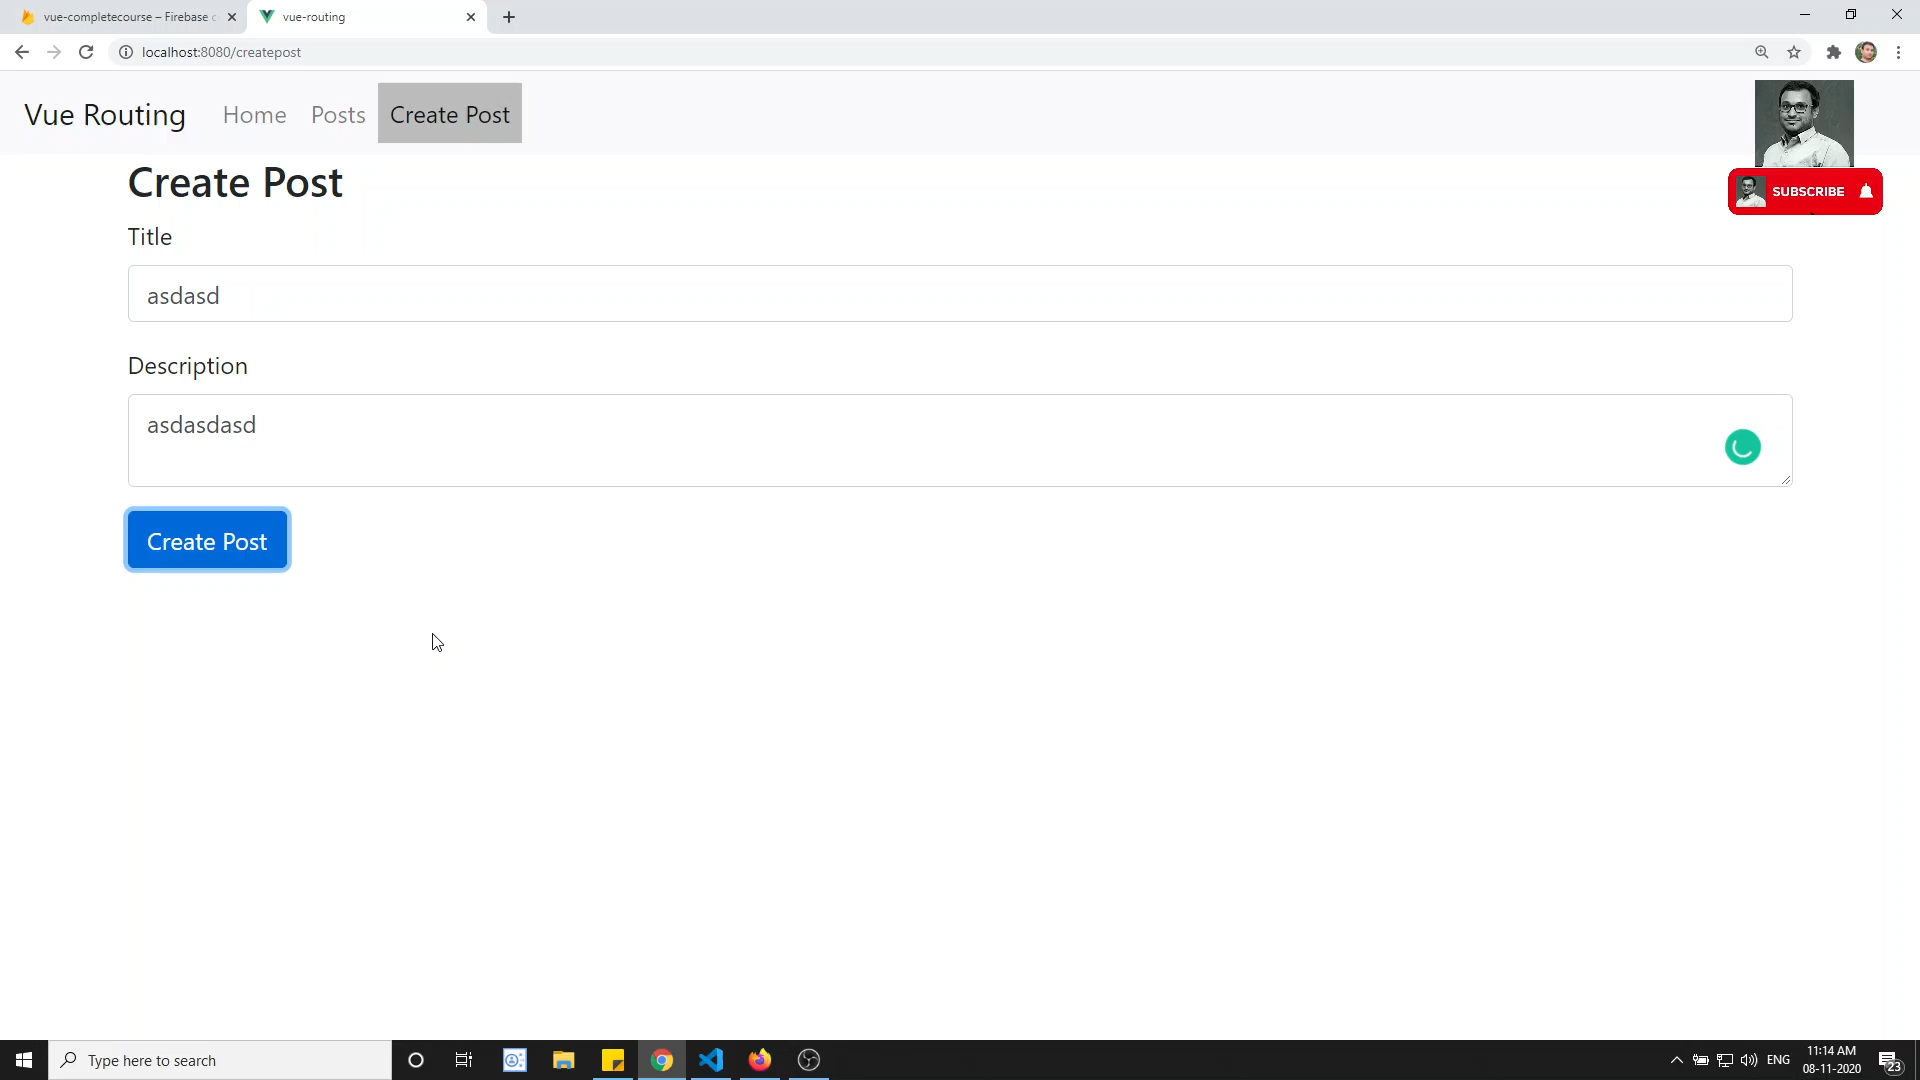 vue-completecourse – Firebase c
vue-routing
localhost:8080/createpost
Vue Routing
Home
Posts
Create Post
SUBSCRIBE
Create Post
Title
asdasd
Description
asdasdasd
Create Post
Type here to search
ENG
11:14 AM
08-11-2020
23